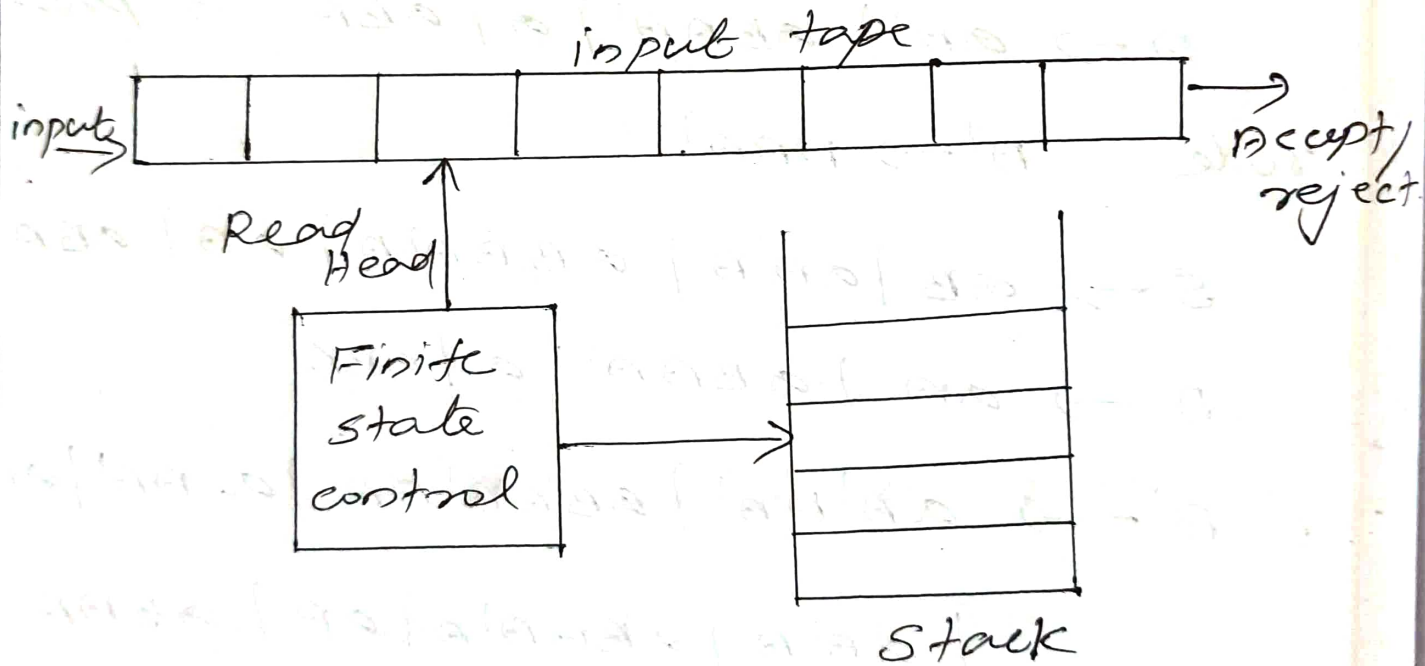 input tape
inputs
Accept/
reject.
Read
Head
Finite
state
control
Stack